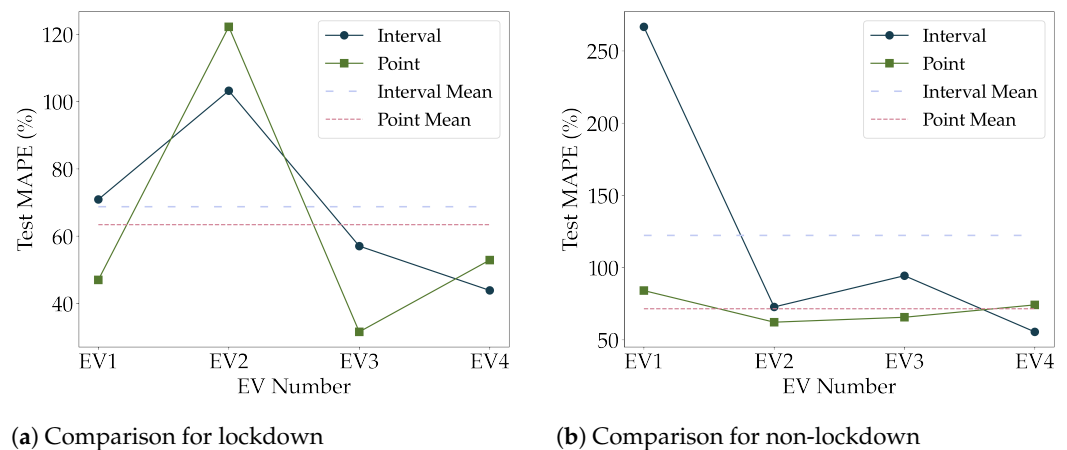 120
100
80
60
40
Test MAPE (%)
EV1 EV2 EV3 EV4
EV Number
Interval
Point
Interval Mean
Point Mean
(a) Comparison for lockdown
250
200
150
100
50
Test MAPE (%)
EV1 EV2 EV3 EV4
EV Number
Interval
Point
Interval Mean
Point Mean
(b) Comparison for non-lockdown